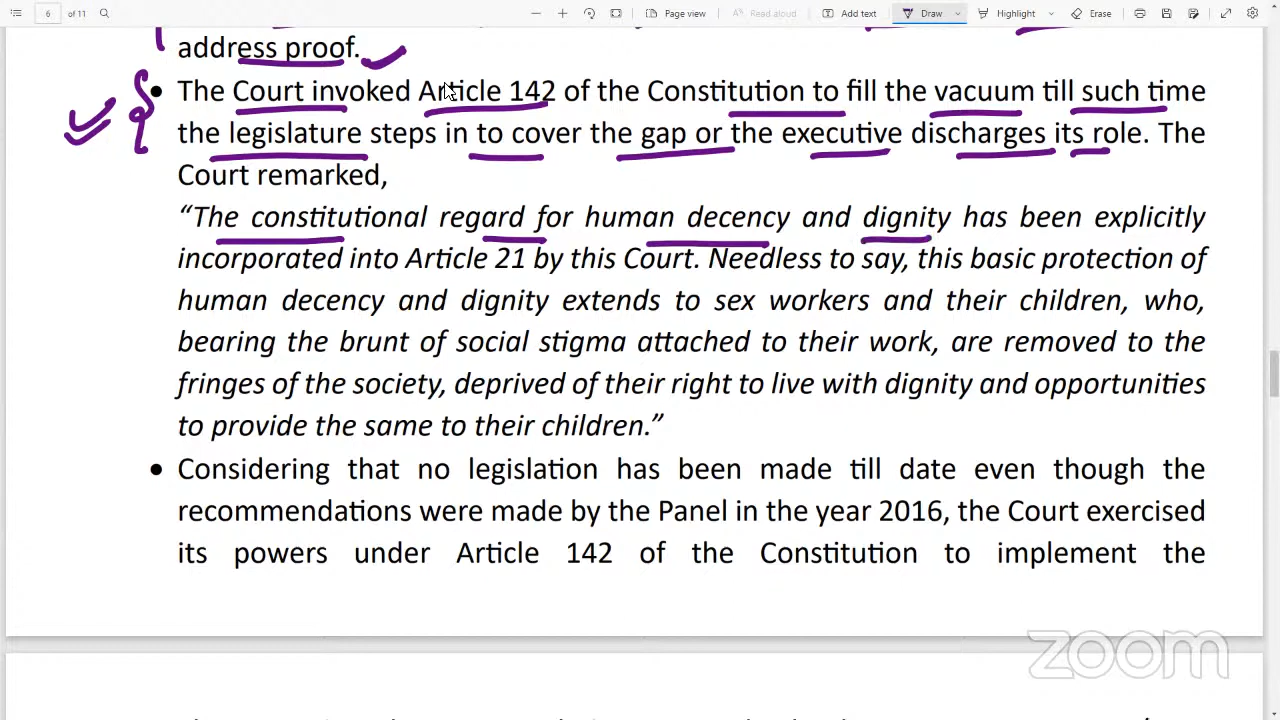 6 of 11 Page view Read aloud Add text Draw Highlight Erase
address proof.
• The Court invoked Article 142 of the Constitution to fill the vacuum till such time
the legislature steps in to cover the gap or the executive discharges its role. The
Court remarked,
“The constitutional regard for human decency and dignity has been explicitly
incorporated into Article 21 by this Court. Needless to say, this basic protection of
human decency and dignity extends to sex workers and their children, who,
bearing the brunt of social stigma attached to their work, are removed to the
fringes of the society, deprived of their right to live with dignity and opportunities
to provide the same to their children.”
• Considering that no legislation has been made till date even though the
recommendations were made by the Panel in the year 2016, the Court exercised
its powers under Article 142 of the Constitution to implement the
zoom